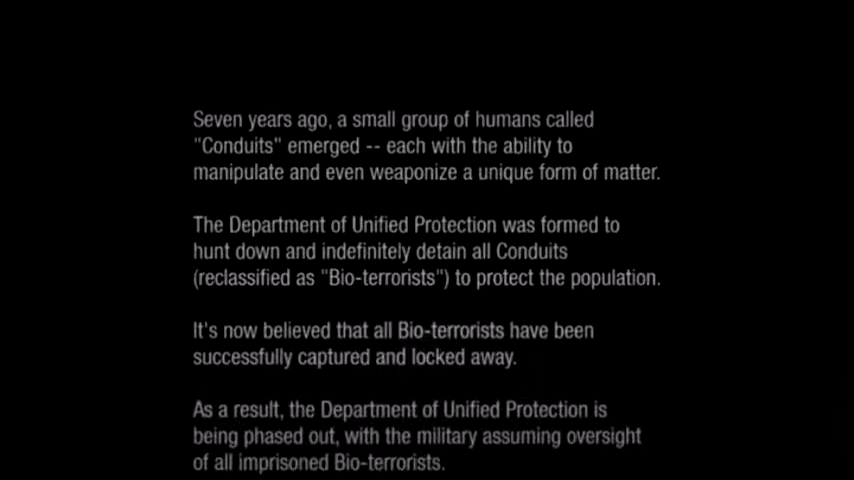 Seven years ago, a small group of humans called
"Conduits" emerged -- each with the ability to
manipulate and even weaponize a unique form of matter.
The Department of Unified Protection was formed to
hunt down and indefinitely detain all Conduits
(reclassified as "Bio-terrorists") to protect the population.
It's now believed that all Bio-terrorists have been
successfully captured and locked away.
As a result, the Department of Unified Protection is
being phased out, with the military assuming oversight
of all imprisoned Bio-terrorists.